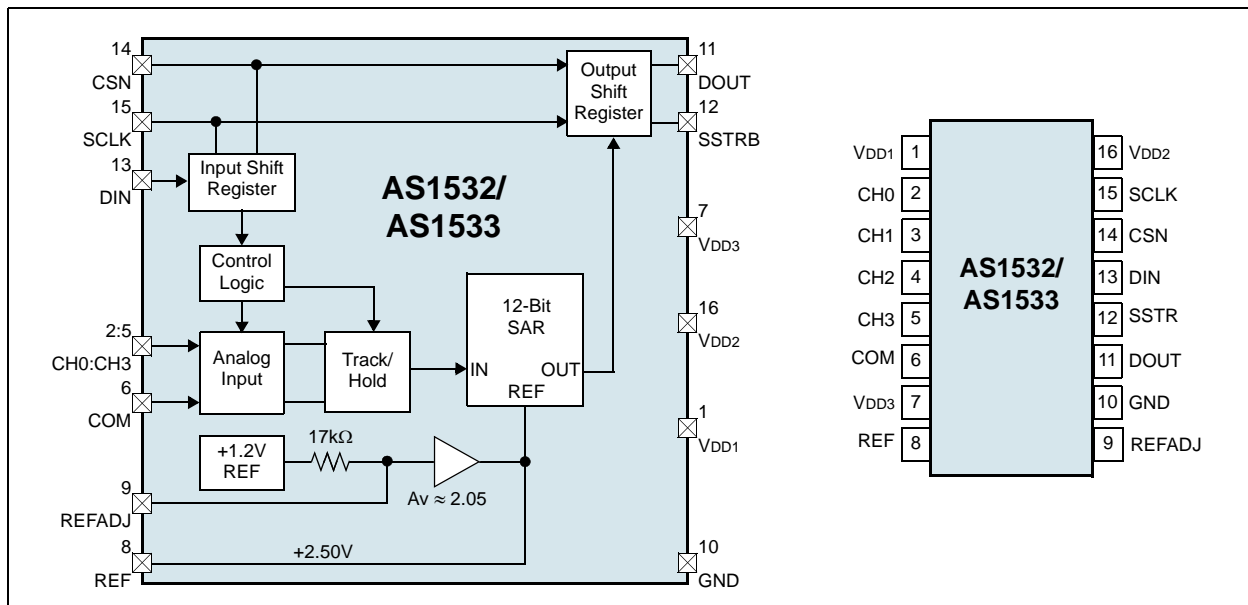 14
CSN
15
SCLK
13
DIN
2:5
CH0:CH3
6
COM
9
REFADJ
8
REF
Input Shift
Register
Control
Logic
Analog
Input
Track/
Hold
+1.2V
REF
17kΩ
Av ≈ 2.05
+2.50V
AS1532/
AS1533
12-Bit
SAR
IN
OUT
REF
Output
Shift
Register
11
DOUT
12
SSTRB
7
VDD3
16
VDD2
1
VDD1
10
GND
VDD1 1
CH0 2
CH1 3
CH2 4
CH3 5
COM 6
VDD3 7
REF 8
AS1532/
AS1533
16 VDD2
15 SCLK
14 CSN
13 DIN
12 SSTR
11 DOUT
10 GND
9 REFADJ